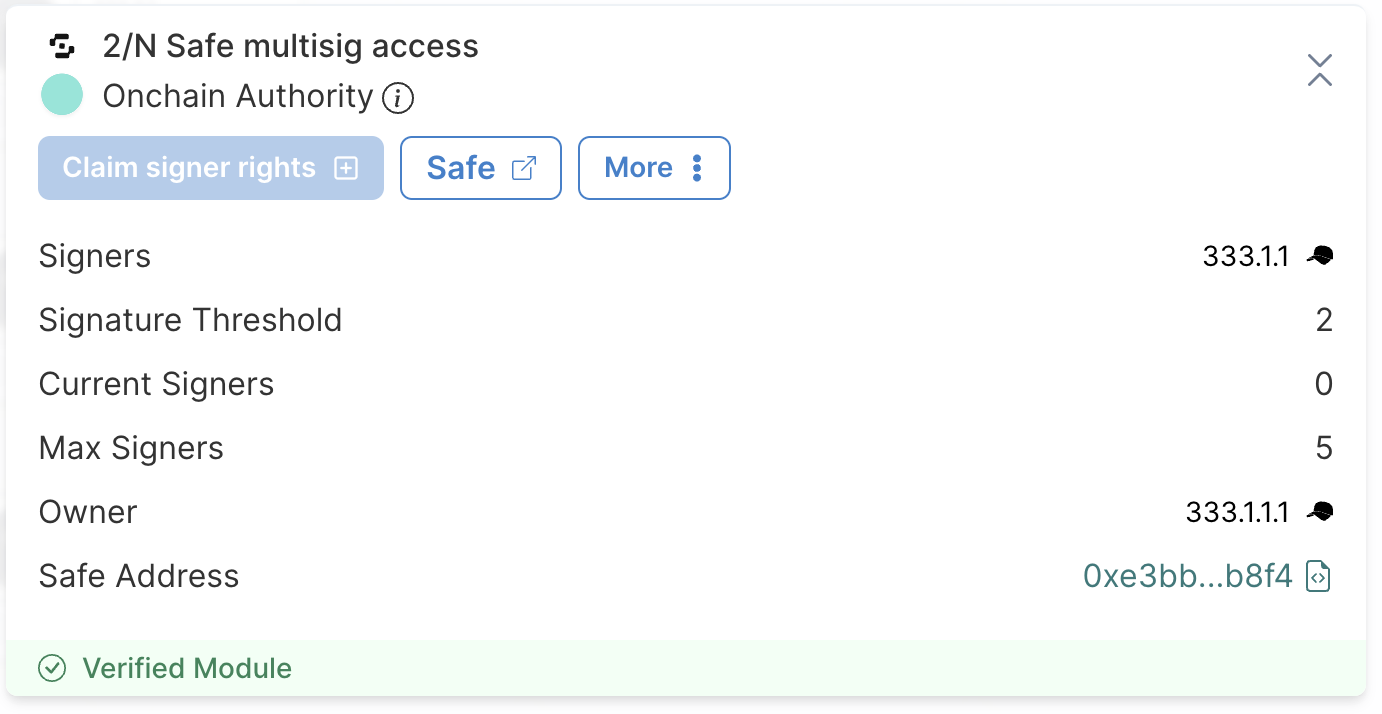 2/N Safe multisig access
Onchain Authority
Claim signer rights
Safe
More
Signers 333.1.1
Signature Threshold 2
Current Signers 0
Max Signers 5
Owner 333.1.1.1
Safe Address 0xe3bb...b8f4
Verified Module